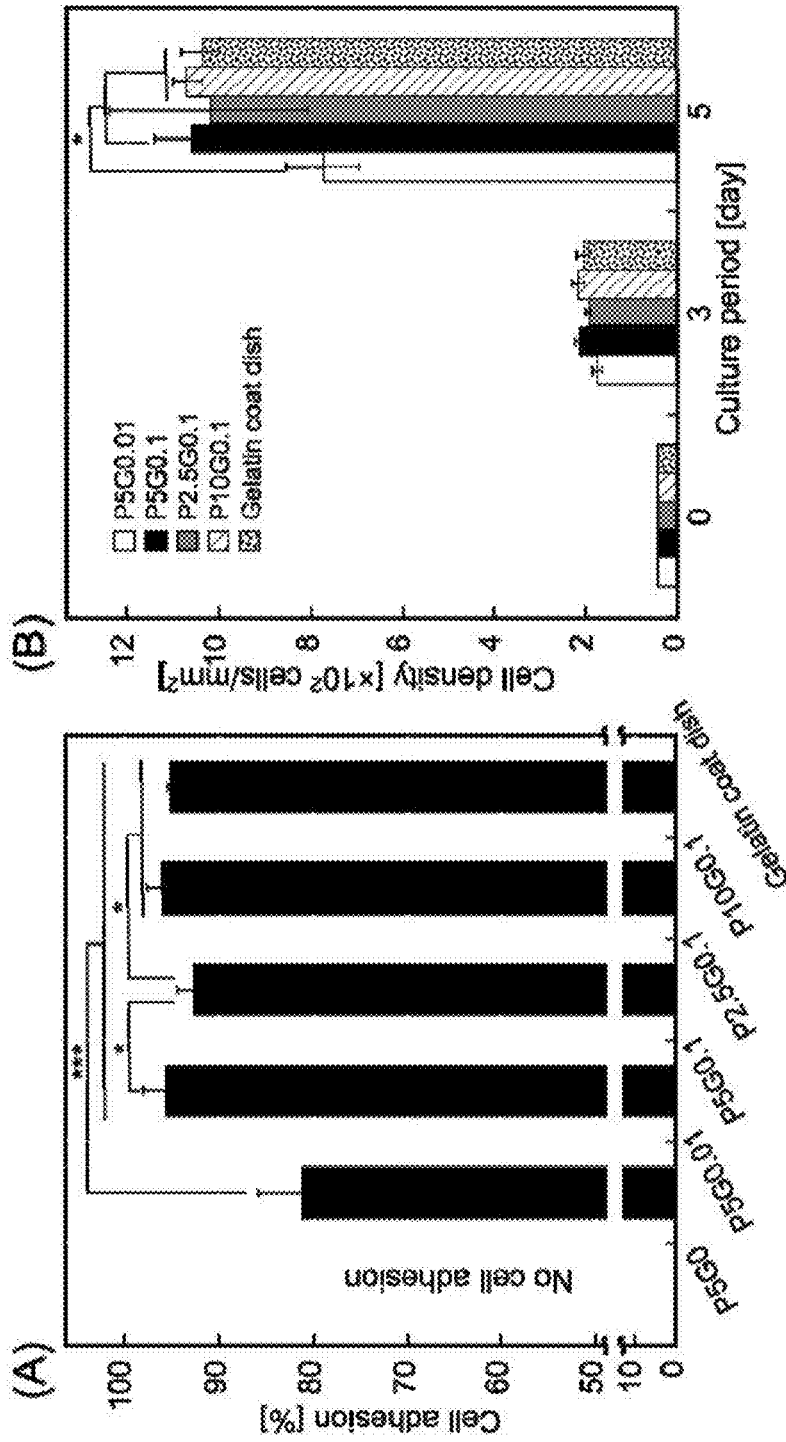 (A)
Cell adhesion [%]
100
90
80
70
60
50
10
0
No cell adhesion
***
*
*
P5G0
P5G0.01
P5G0.1
P2.5G0.1
P10G0.1
Gelatin coat dish
(B)
Cell density [×10² cells/mm²]
12
10
8
6
4
2
0
P5G0.01
P5G0.1
P2.5G0.1
P10G0.1
Gelatin coat dish
*
0
3
5
Culture period [day]